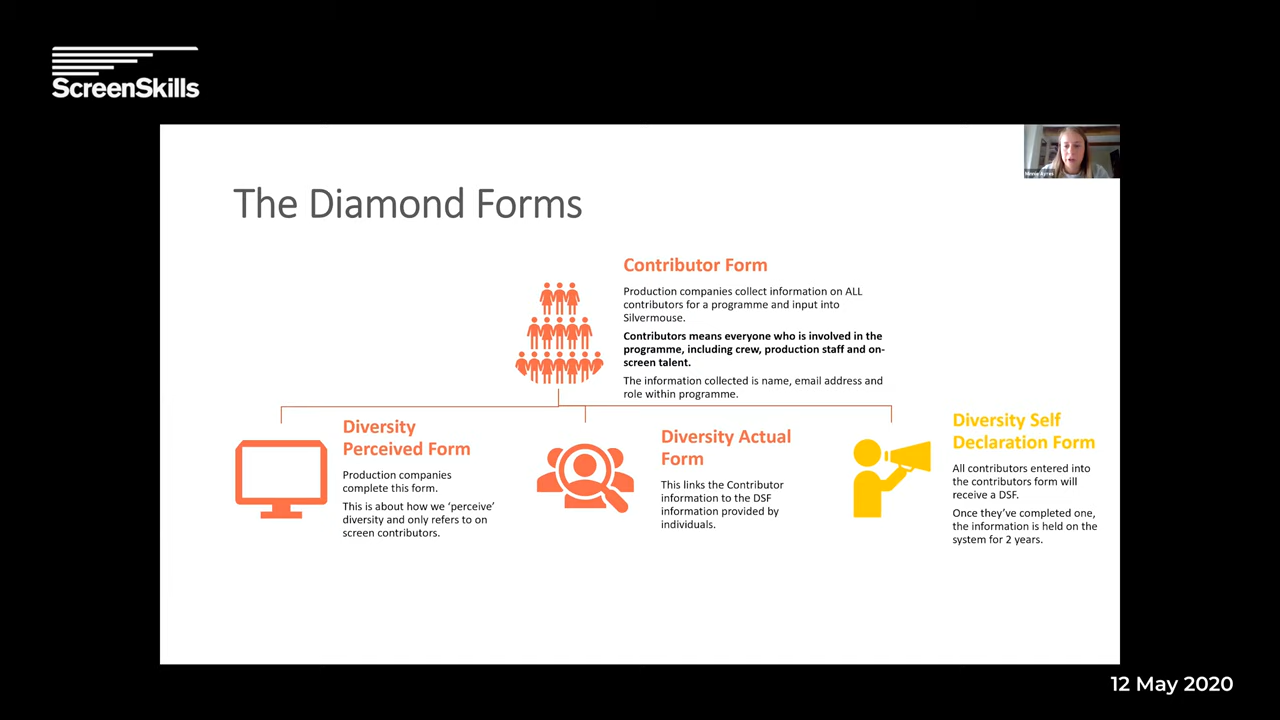 ScreenSkills
The Diamond Forms
Contributor Form
Production companies collect information on ALL
contributors for a programme and input into
Silvermouse.
Contributors means everyone who is involved in the
programme, including crew, production staff and on-
screen talent.
The information collected is name, email address and
role within programme.
Diversity
Perceived Form
Production companies
complete this form.
This is about how we ‘perceive’
diversity and only refers to on
screen contributors.
Diversity Actual
Form
This links the Contributor
information to the DSF
information provided by
individuals.
Diversity Self
Declaration Form
All contributors entered into
the contributors form will
receive a DSF.
Once they’ve completed one,
the information is held on the
system for 2 years.
12 May 2020